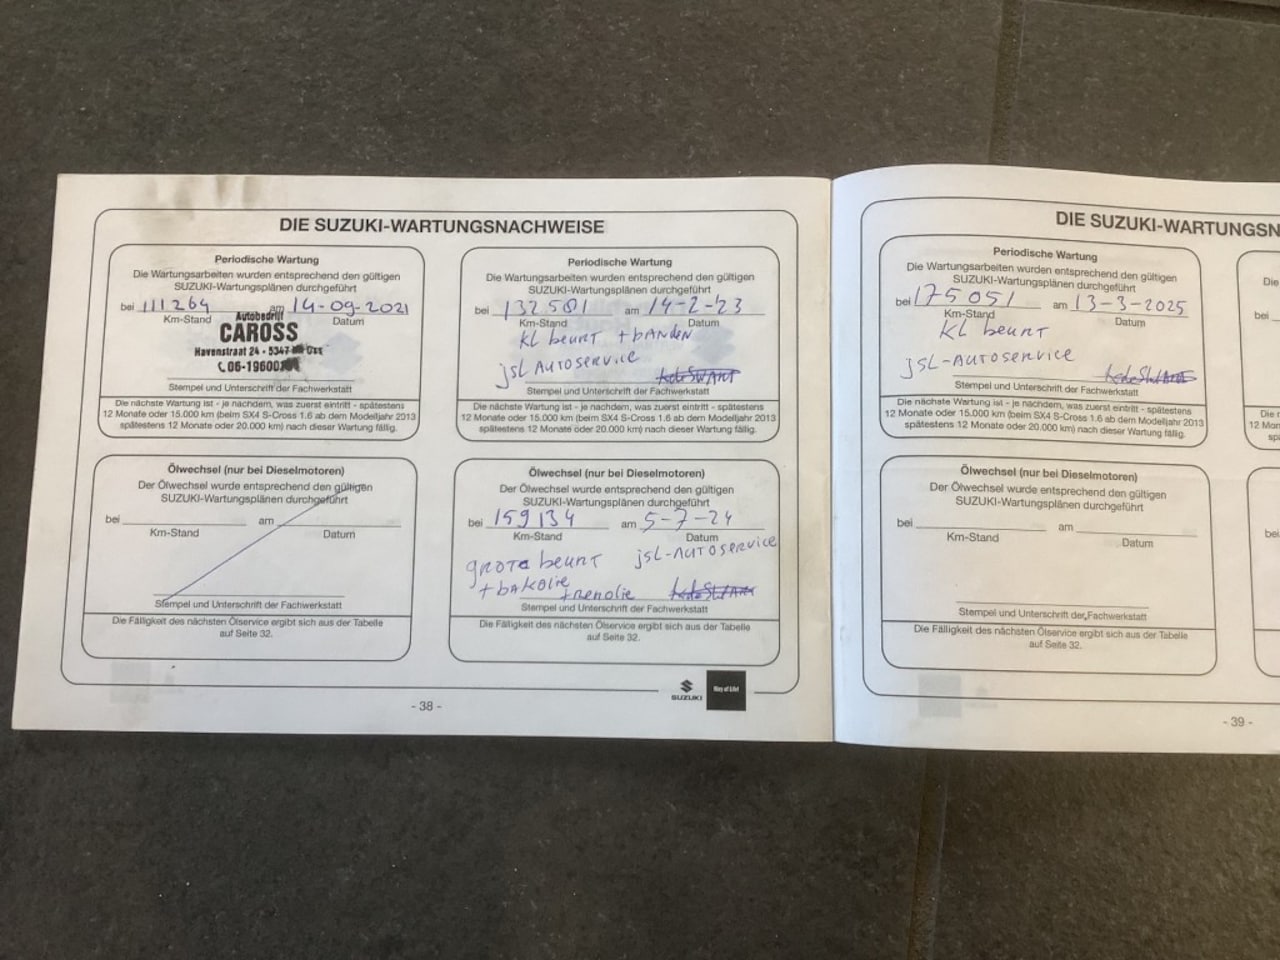 DIE SUZUKI-WARTUNGSNACHWEISE
Periodische Wartung
Die Wartungsarbeiten wurden entsprechend den gültigen
SUZUKI-Wartungsplänen durchgeführt
bei 111264 am 14-09-2021
Km-Stand Datum
Autobedrijf
CAROSS
Havenstraat 24 - 5347
06-19600
Stempel und Unterschrift der Fachwerkstatt
Die nächste Wartung ist - je nachdem, was zuerst eintritt - spätestens
12 Monate oder 15.000 km (beim SX4 S-Cross 1.6 ab dem Modelljahr 2013
spätestens 12 Monate oder 20.000 km) nach dieser Wartung fällig.
Periodische Wartung
Die Wartungsarbeiten wurden entsprechend den gültigen
SUZUKI-Wartungsplänen durchgeführt
bei 132581 am 14-2-'23
Km-Stand Datum
KL beurt + banden
jsl Autoservice
Stempel und Unterschrift der Fachwerkstatt
Die nächste Wartung ist - je nachdem, was zuerst eintritt - spätestens
12 Monate oder 15.000 km (beim SX4 S-Cross 1.6 ab dem Modelljahr 2013
spätestens 12 Monate oder 20.000 km) nach dieser Wartung fällig.
Ölwechsel (nur bei Dieselmotoren)
Der Ölwechsel wurde entsprechend den gültigen
SUZUKI-Wartungsplänen durchgeführt
bei am
Km-Stand Datum
Stempel und Unterschrift der Fachwerkstatt
Die Fälligkeit des nächsten Ölservice ergibt sich aus der Tabelle
auf Seite 32.
Ölwechsel (nur bei Dieselmotoren)
Der Ölwechsel wurde entsprechend den gültigen
SUZUKI-Wartungsplänen durchgeführt
bei 159134 am 5-7-24
Km-Stand Datum
grote beurt jsl-Autoservice
+ bakolie
+ remolie
Stempel und Unterschrift der Fachwerkstatt
Die Fälligkeit des nächsten Ölservice ergibt sich aus der Tabelle
auf Seite 32.
SUZUKI
Way of Life!
- 38 -
DIE SUZUKI-WARTUNGSN
Periodische Wartung
Die Wartungsarbeiten wurden entsprechend den gültigen
SUZUKI-Wartungsplänen durchgeführt
bei 175051 am 13-3-2025
Km-Stand Datum
KL beurt
jsl-Autoservice
Stempel und Unterschrift der Fachwerkstatt
Die nächste Wartung ist - je nachdem, was zuerst eintritt - spätestens
12 Monate oder 15.000 km (beim SX4 S-Cross 1.6 ab dem Modelljahr 2013
spätestens 12 Monate oder 20.000 km) nach dieser Wartung fällig.
Ölwechsel (nur bei Dieselmotoren)
Der Ölwechsel wurde entsprechend den gültigen
SUZUKI-Wartungsplänen durchgeführt
bei am
Km-Stand Datum
Stempel und Unterschrift der Fachwerkstatt
Die Fälligkeit des nächsten Ölservice ergibt sich aus der Tabelle
auf Seite 32.
Die
bei
12 Mon
bei
- 39 -